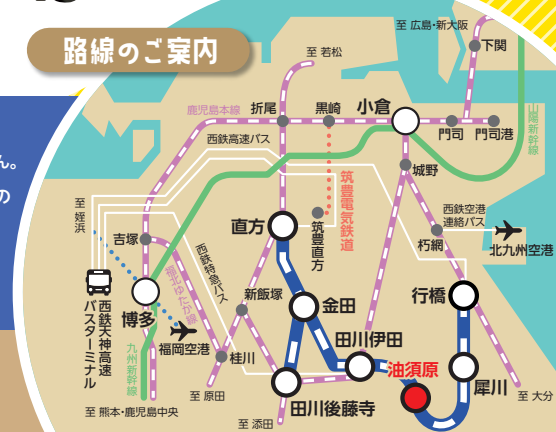 路線のご案内
ん。
の
至 広島・新大阪
至 若松
下関
鹿児島本線
折尾
黒崎
小倉
門司
門司港
山陽新幹線
西鉄高速バス
城野
筑豊電気鉄道
至 姪浜
吉塚
西鉄特急バス
直方
筑豊直方
西鉄空港
連絡バス
朽網
北九州空港
福北ゆたか線
新飯塚
金田
行橋
西鉄天神高速
バスターミナル
博多
福岡空港
田川伊田
油須原
九州新幹線
桂川
田川後藤寺
犀川
至 原田
至 大分
至 熊本・鹿児島中央
至 添田